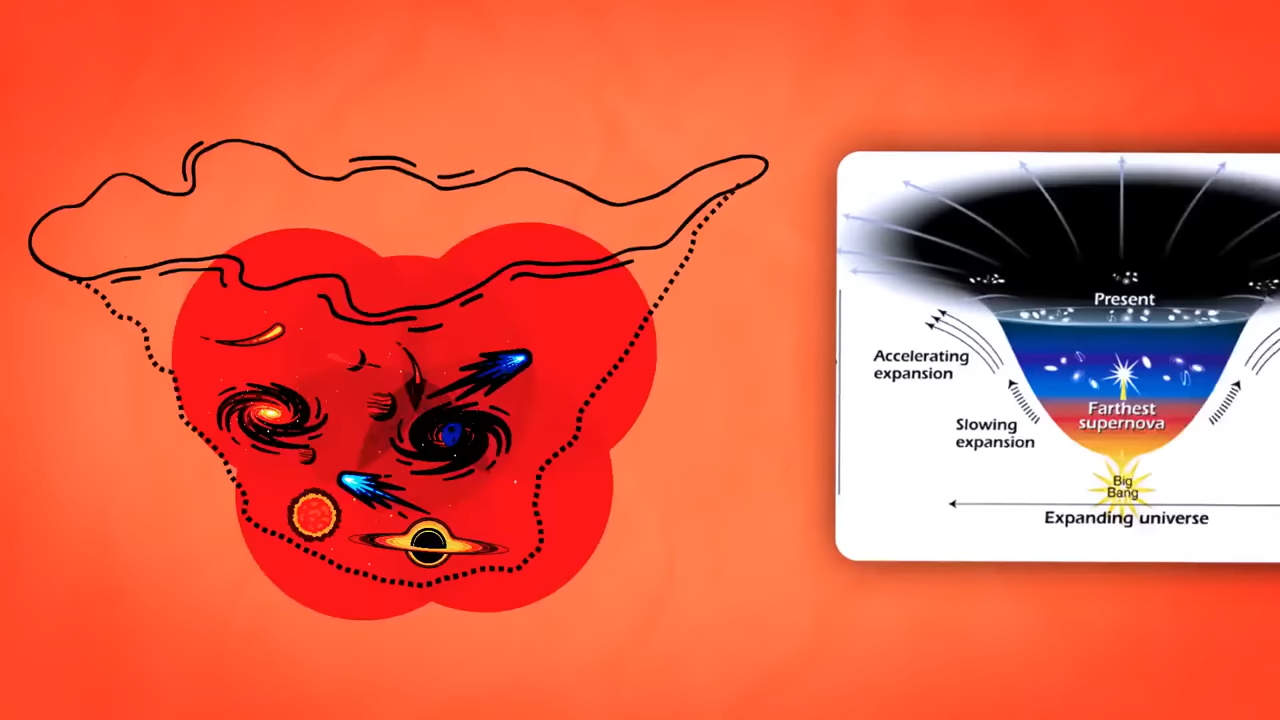 Present
Accelerating
expansion
Farthest
supernova
Slowing
expansion
Big
Bang
Expanding universe